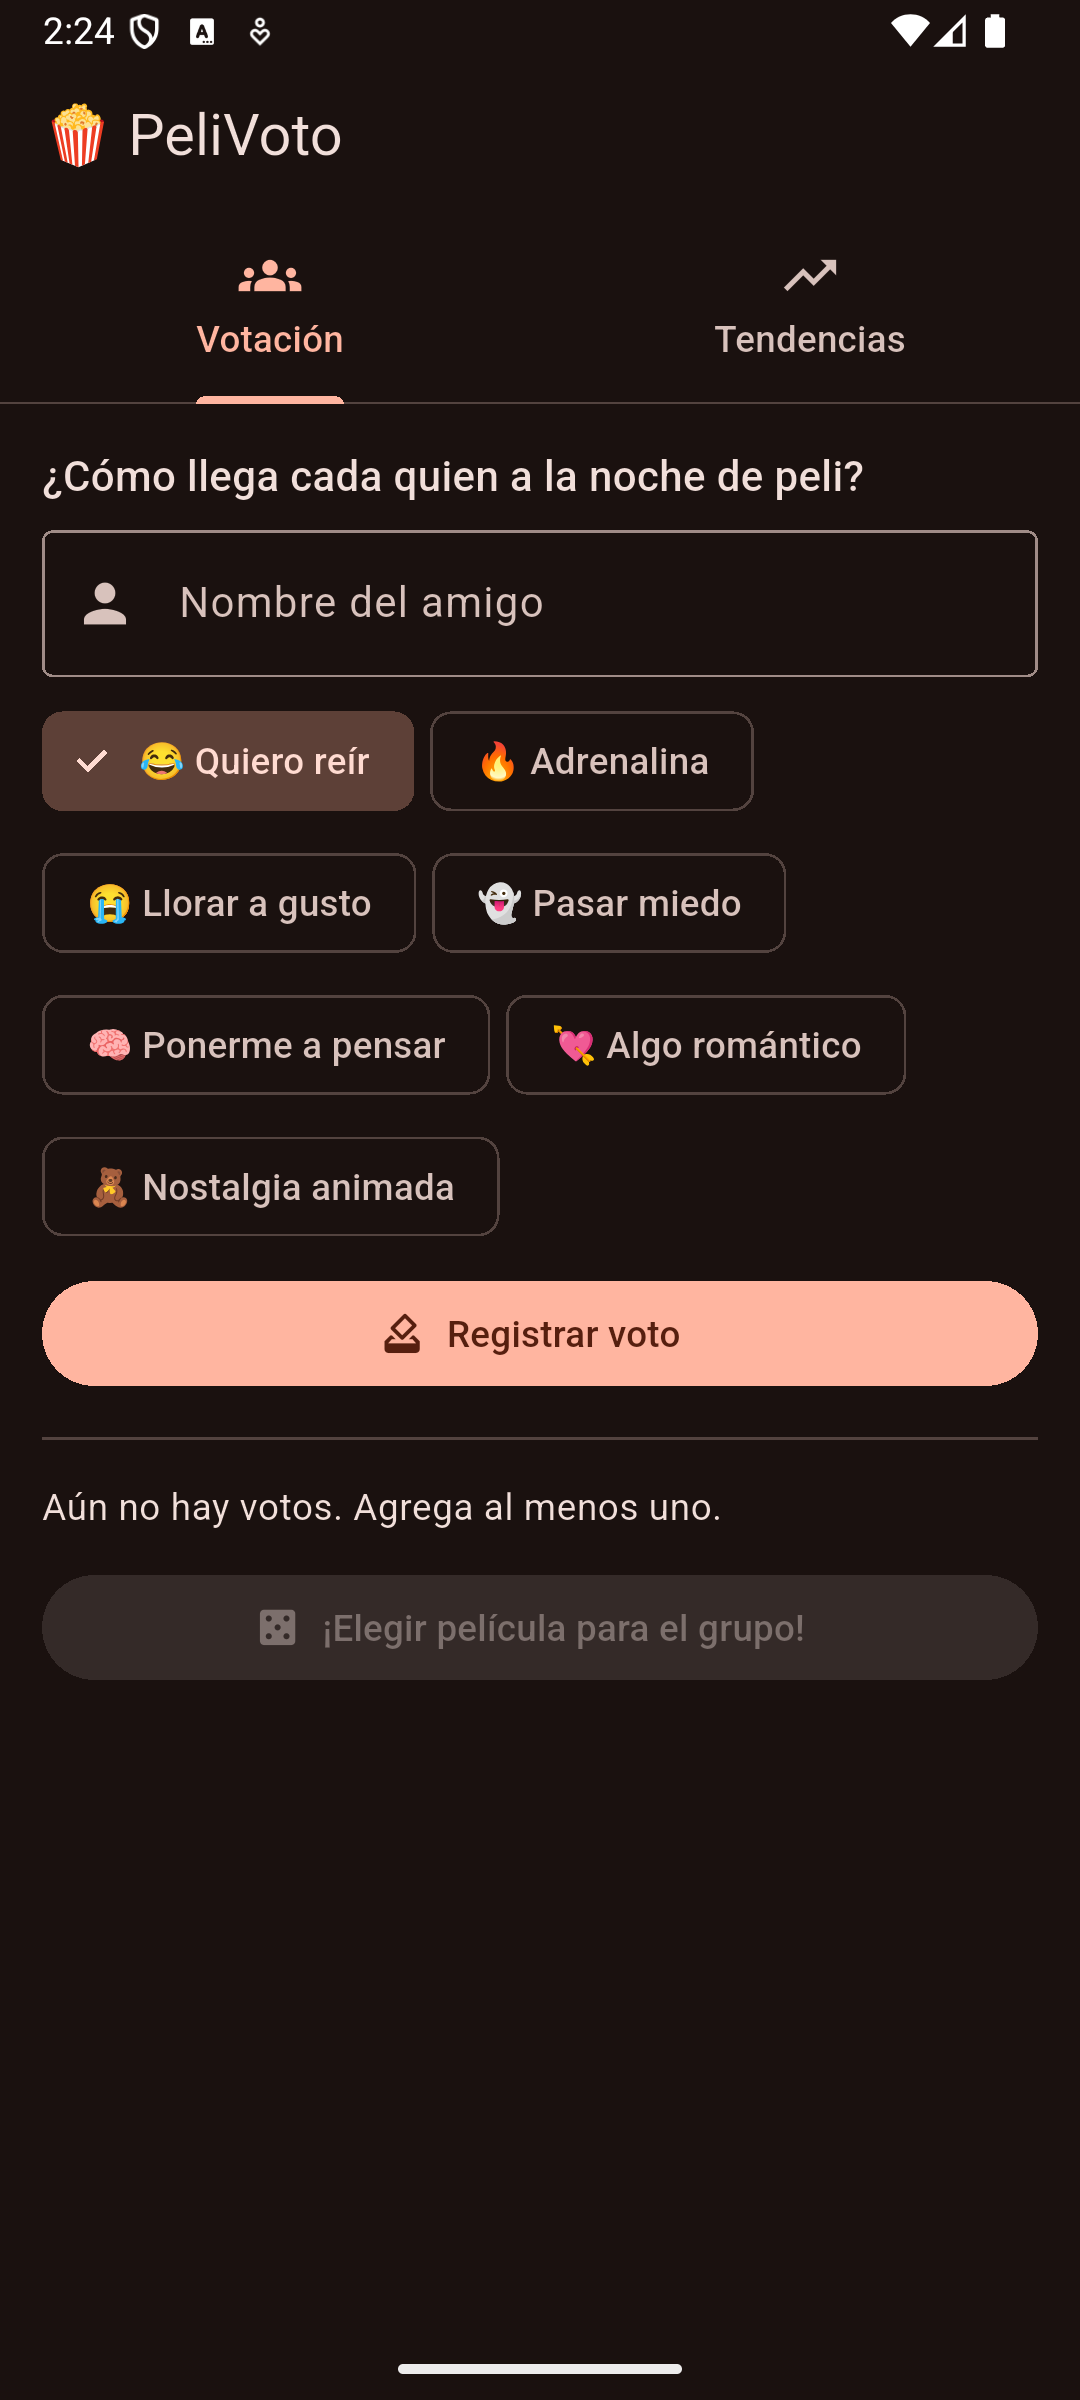 2:24
🍿 PeliVoto
Votación
Tendencias
¿Cómo llega cada quien a la noche de peli?
Nombre del amigo
😂 Quiero reír
🔥 Adrenalina
😭 Llorar a gusto
👻 Pasar miedo
🧠 Ponerme a pensar
💘 Algo romántico
🧸 Nostalgia animada
Registrar voto
Aún no hay votos. Agrega al menos uno.
¡Elegir película para el grupo!